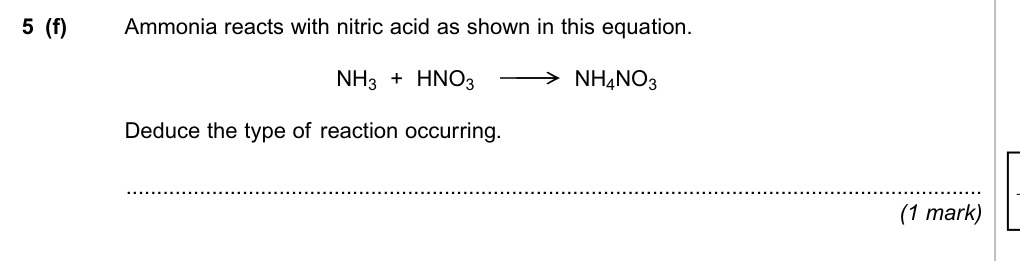 5 (f) Ammonia reacts with nitric acid as shown in this equation.
NH₃ + HNO₃ ⟶ NH₄NO₃
Deduce the type of reaction occurring.
........................................................................................................................................
(1 mark)